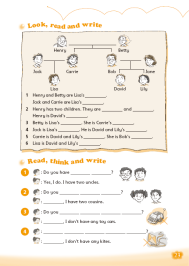 Look, read and write
Henry Betty
Jack Carrie Bob Jane
Lisa David Lily
1 Henry and Betty are Lisa's ________.
Jack and Carrie are Lisa's ________.
2 Henry has two children. They are ________ and ________.
Henry is David's ________.
3 Betty is Lisa's ________. She is Carrie's ________.
4 Jack is Lisa's ________. He is David and Lily's ________.
5 Carrie is David and Lily's ________. She is Bob's ________.
6 Lisa is David and Lily's ________.
Read, think and write
1 : Do you have ________?
: Yes, I do. I have two uncles.
2 : Do you ________?
: ________, I have two cousins.
3 : Do you ________?
: ________, I don't have any toy cars.
4 : ________?
: ________, I don't have any kites.